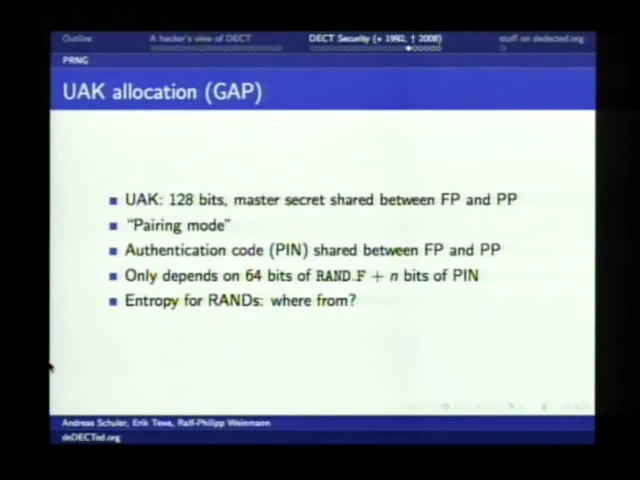 Outline
A hacker's view of DECT
DECT Security (⋆ 1992, † 2008)
stuff on dedected.org
PRNG
UAK allocation (GAP)
UAK: 128 bits, master secret shared between FP and PP
“Pairing mode”
Authentication code (PIN) shared between FP and PP
Only depends on 64 bits of RAND_F + n bits of PIN
Entropy for RANDs: where from?
Andreas Schuler, Erik Tews, Ralf-Philipp Weinmann
deDECTed.org